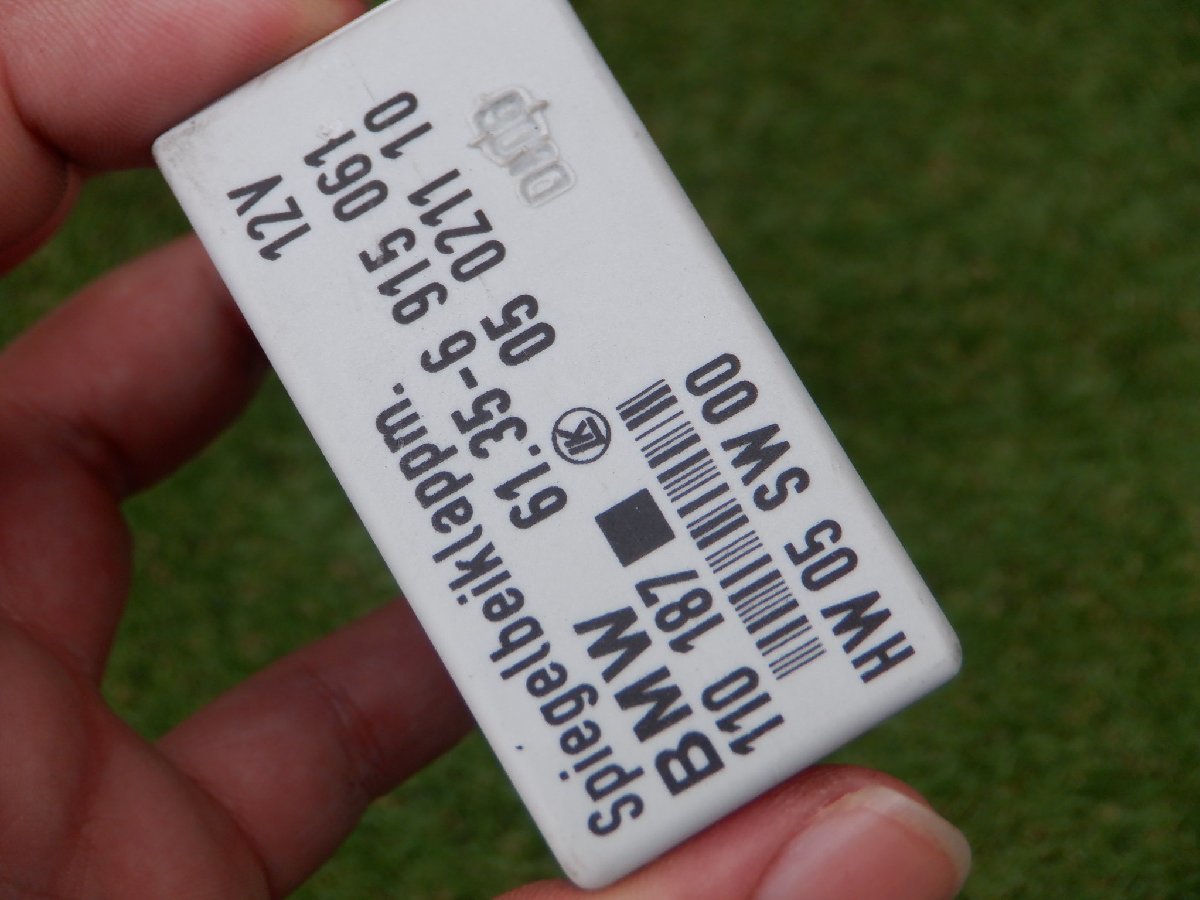 Spiegelbeiklappm. 12V
BMW 61.35-6 915 061
110 187 05 0211 10
HW 05 SW 00